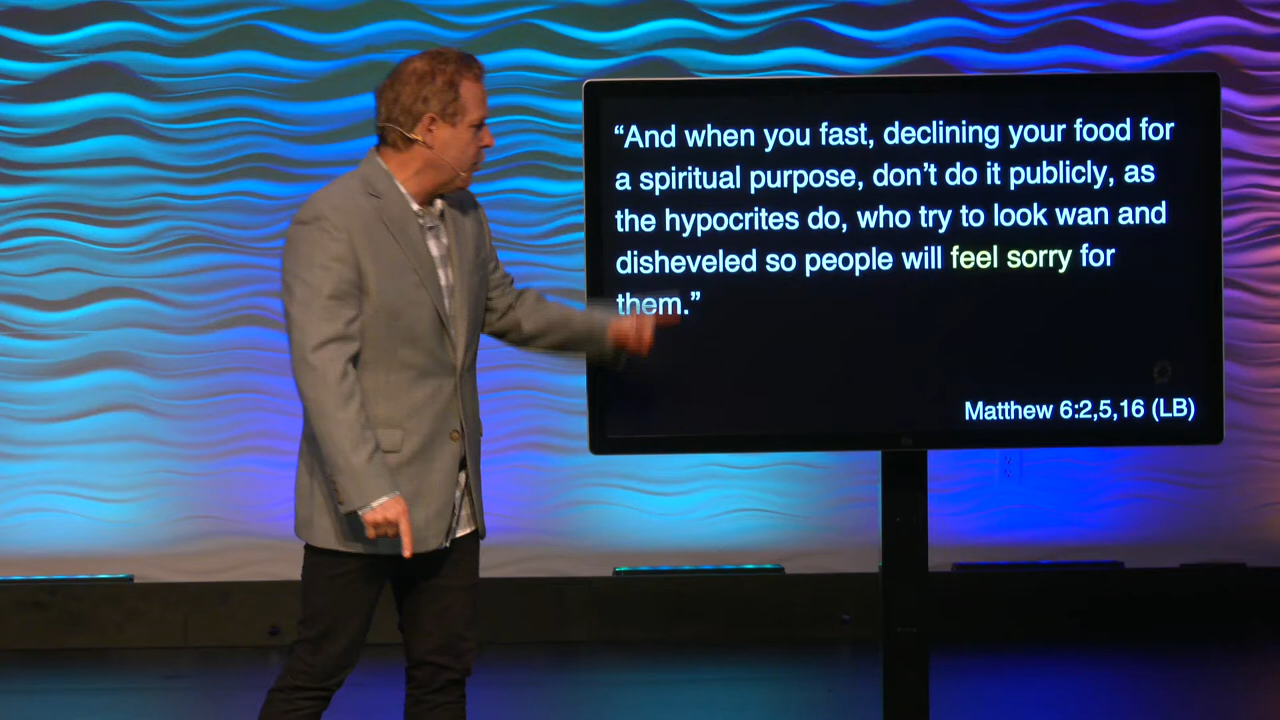 “And when you fast, declining your food for
a spiritual purpose, don’t do it publicly, as
the hypocrites do, who try to look wan and
disheveled so people will feel sorry for
them.”
Matthew 6:2,5,16 (LB)